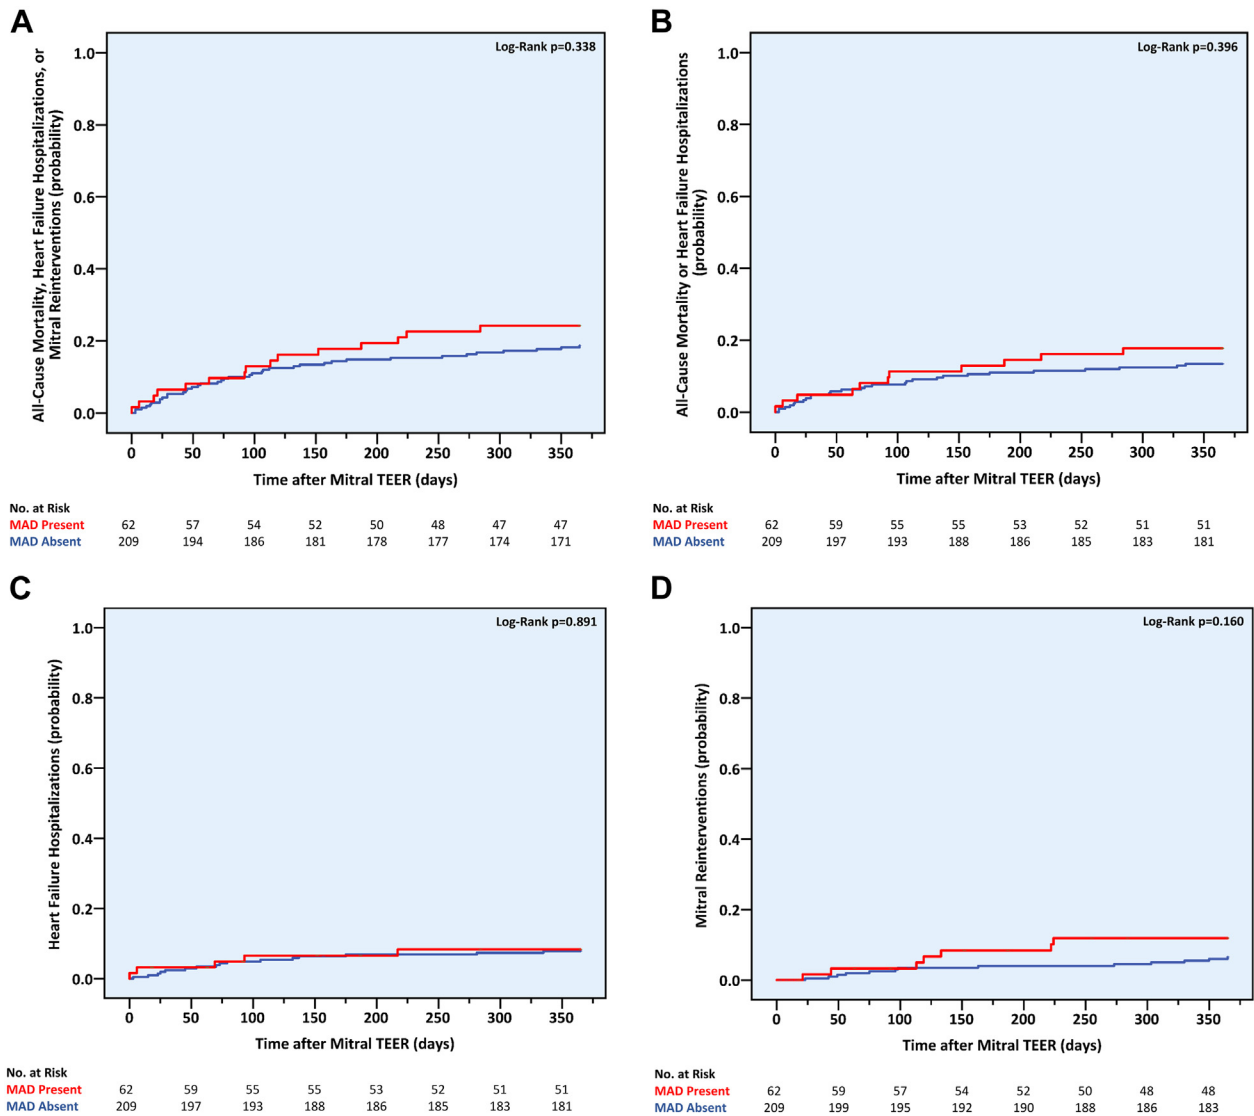 A
All-Cause Mortality, Heart Failure Hospitalizations, or
Mitral Reinterventions (probability)
Log-Rank p=0.338
1.0
0.8
0.6
0.4
0.2
0.0
0 50 100 150 200 250 300 350
Time after Mitral TEER (days)
No. at Risk
MAD Present 62 57 54 52 50 48 47 47
MAD Absent 209 194 186 181 178 177 174 171
B
All-Cause Mortality or Heart Failure Hospitalizations
(probability)
Log-Rank p=0.396
1.0
0.8
0.6
0.4
0.2
0.0
0 50 100 150 200 250 300 350
Time after Mitral TEER (days)
No. at Risk
MAD Present 62 59 55 55 53 52 51 51
MAD Absent 209 197 193 188 186 185 183 181
C
Heart Failure Hospitalizations (probability)
Log-Rank p=0.891
1.0
0.8
0.6
0.4
0.2
0.0
0 50 100 150 200 250 300 350
Time after Mitral TEER (days)
No. at Risk
MAD Present 62 59 55 55 53 52 51 51
MAD Absent 209 197 193 188 186 185 183 181
D
Mitral Reinterventions (probability)
Log-Rank p=0.160
1.0
0.8
0.6
0.4
0.2
0.0
0 50 100 150 200 250 300 350
Time after Mitral TEER (days)
No. at Risk
MAD Present 62 59 57 54 52 50 48 48
MAD Absent 209 199 195 192 190 188 186 183